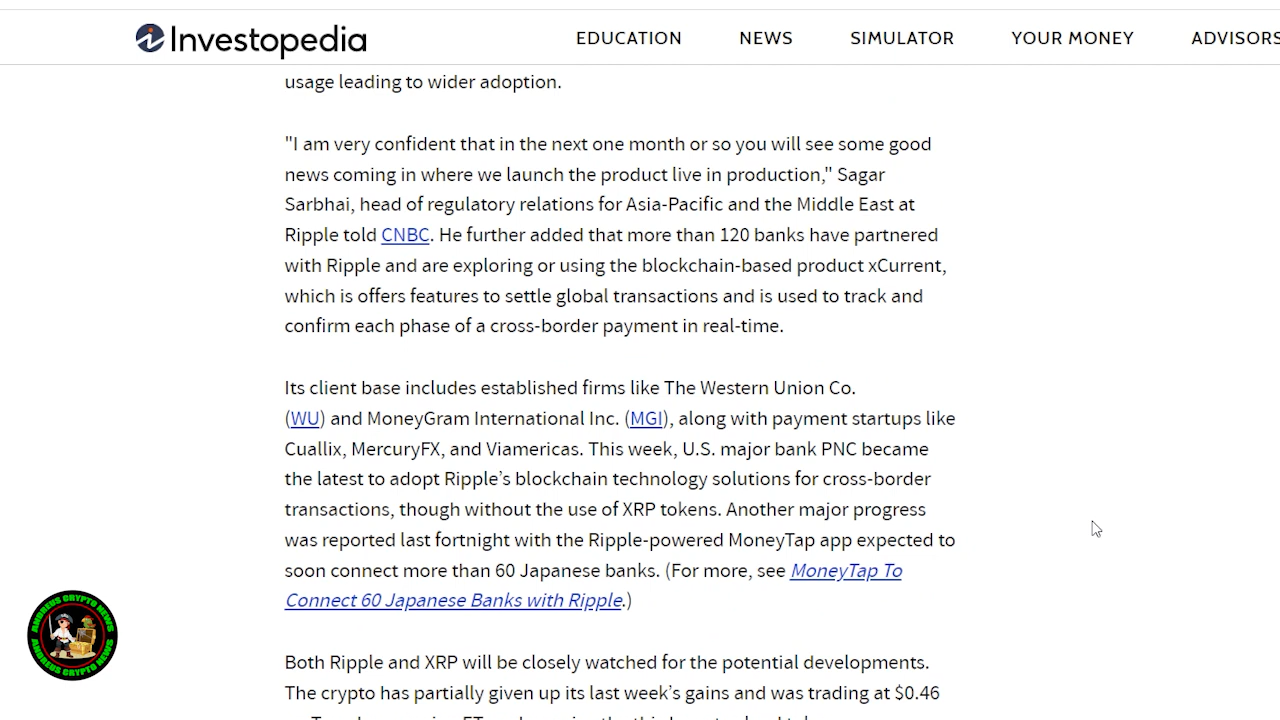 Investopedia
EDUCATION NEWS SIMULATOR YOUR MONEY ADVISORS
usage leading to wider adoption.
"I am very confident that in the next one month or so you will see some good
news coming in where we launch the product live in production," Sagar
Sarbhai, head of regulatory relations for Asia-Pacific and the Middle East at
Ripple told CNBC. He further added that more than 120 banks have partnered
with Ripple and are exploring or using the blockchain-based product xCurrent,
which is offers features to settle global transactions and is used to track and
confirm each phase of a cross-border payment in real-time.
Its client base includes established firms like The Western Union Co.
(WU) and MoneyGram International Inc. (MGI), along with payment startups like
Cuallix, MercuryFX, and Viamericas. This week, U.S. major bank PNC became
the latest to adopt Ripple’s blockchain technology solutions for cross-border
transactions, though without the use of XRP tokens. Another major progress
was reported last fortnight with the Ripple-powered MoneyTap app expected to
soon connect more than 60 Japanese banks. (For more, see MoneyTap To
Connect 60 Japanese Banks with Ripple.)
ANDREUS CRYPTO NEWS
ANDREUS CRYPTO NEWS
Both Ripple and XRP will be closely watched for the potential developments.
The crypto has partially given up its last week’s gains and was trading at $0.46